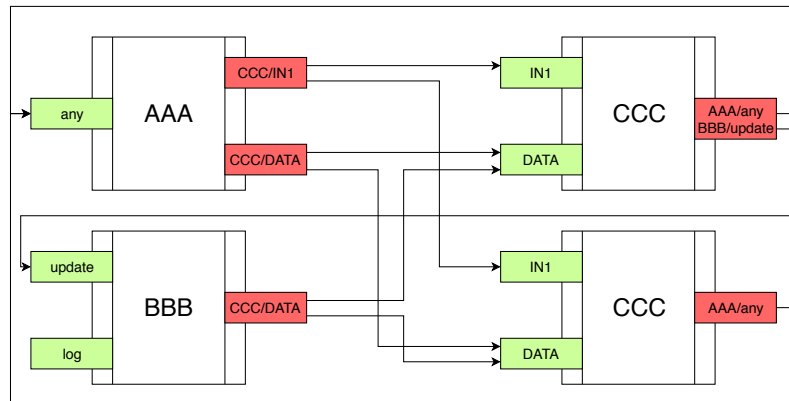 CCC/IN1
IN1
any
AAA
CCC
AAA/any
BBB/update
CCC/DATA
DATA
update
IN1
BBB
CCC/DATA
CCC
AAA/any
log
DATA